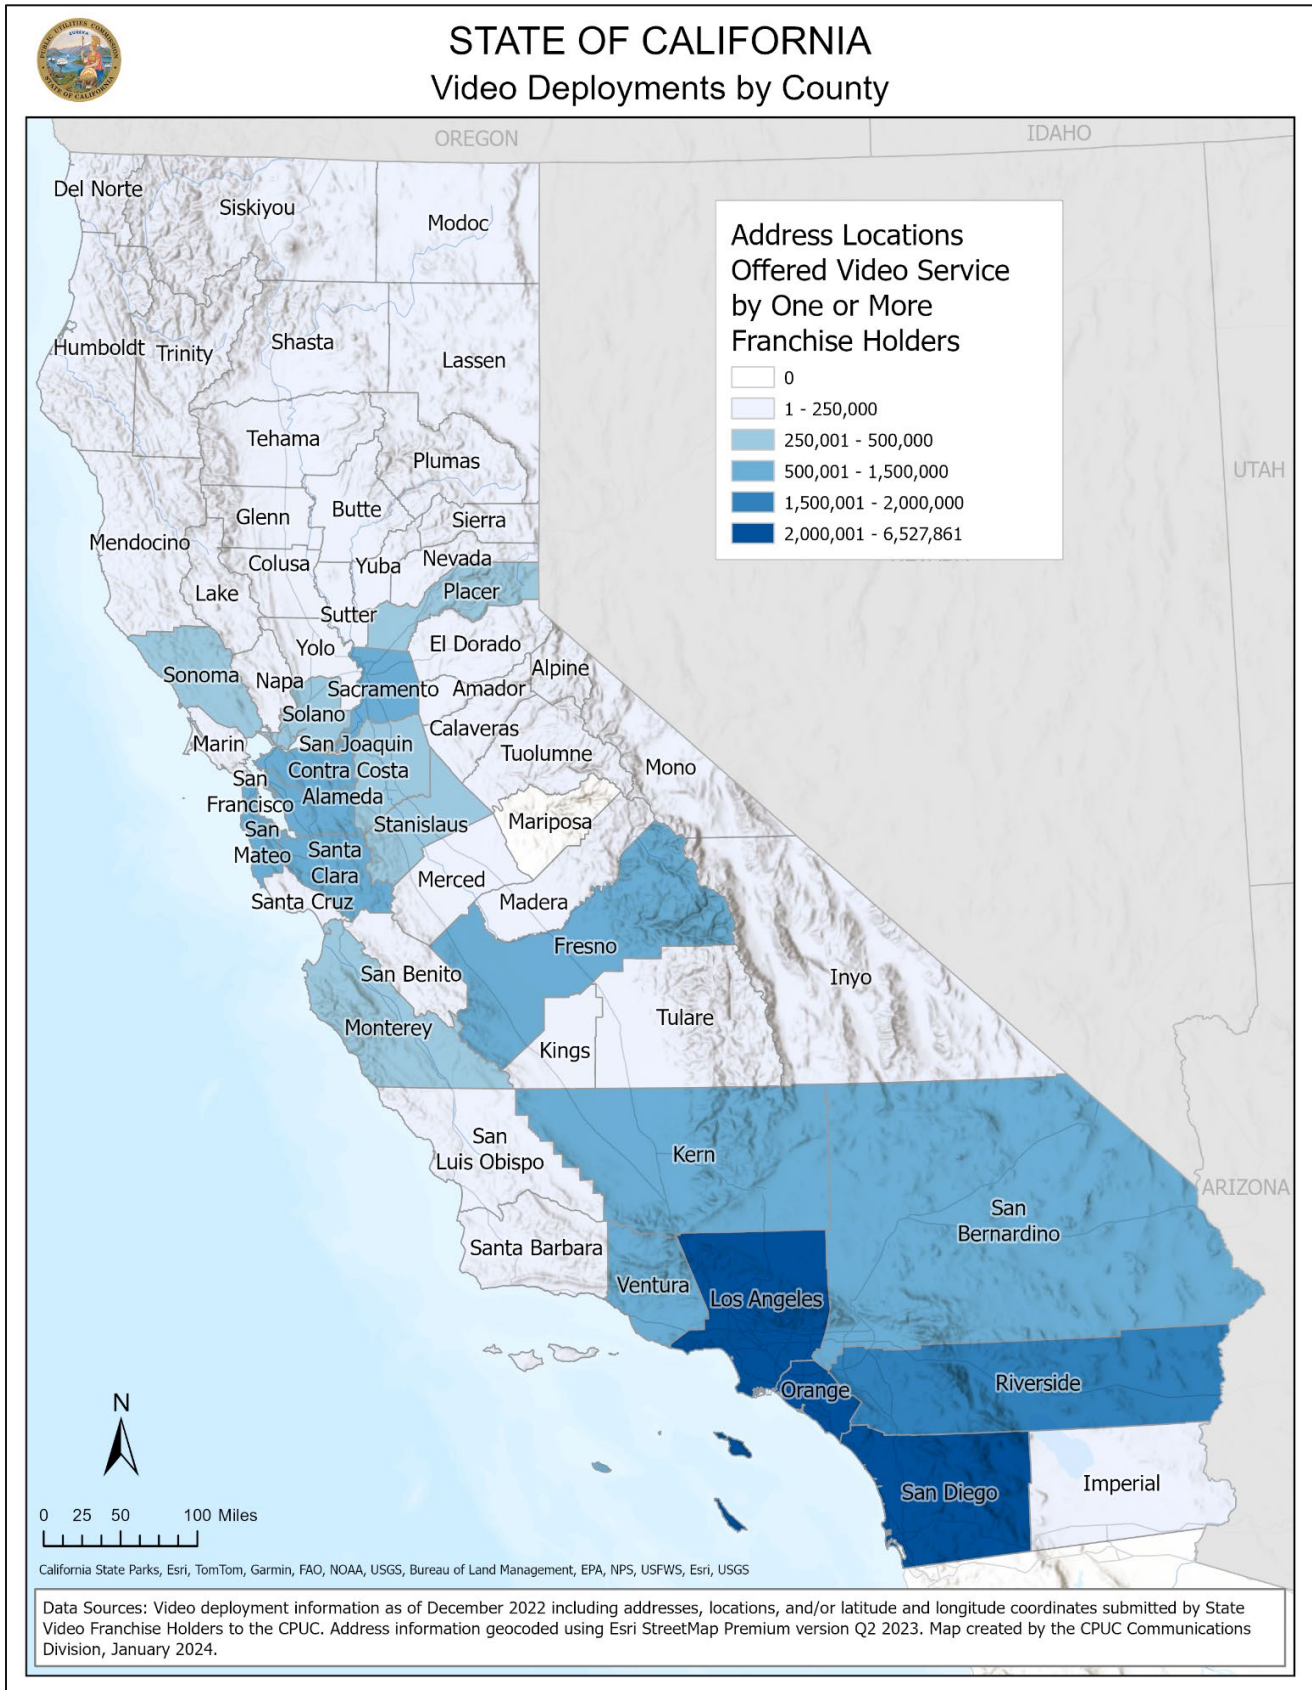 STATE OF CALIFORNIA
Video Deployments by County
PUBLIC UTILITIES COMMISSION
EUREKA
STATE OF CALIFORNIA
OREGON
IDAHO
UTAH
ARIZONA
Address Locations
Offered Video Service
by One or More
Franchise Holders
0
1 - 250,000
250,001 - 500,000
500,001 - 1,500,000
1,500,001 - 2,000,000
2,000,001 - 6,527,861
Del Norte
Siskiyou
Modoc
Humboldt
Trinity
Shasta
Lassen
Tehama
Plumas
Glenn
Butte
Sierra
Mendocino
Colusa
Yuba
Nevada
Lake
Placer
Sutter
Yolo
El Dorado
Sonoma
Napa
Sacramento
Amador
Alpine
Solano
Calaveras
Marin
San Joaquin
Tuolumne
Mono
Contra Costa
San
Francisco
Alameda
Stanislaus
Mariposa
San
Mateo
Santa
Clara
Merced
Santa Cruz
Madera
Fresno
San Benito
Inyo
Monterey
Tulare
Kings
San
Luis Obispo
Kern
San
Bernardino
Santa Barbara
Ventura
Los Angeles
Orange
Riverside
San Diego
Imperial
N
0 25 50 100 Miles
California State Parks, Esri, TomTom, Garmin, FAO, NOAA, USGS, Bureau of Land Management, EPA, NPS, USFWS, Esri, USGS
Data Sources: Video deployment information as of December 2022 including addresses, locations, and/or latitude and longitude coordinates submitted by State
Video Franchise Holders to the CPUC. Address information geocoded using Esri StreetMap Premium version Q2 2023. Map created by the CPUC Communications
Division, January 2024.